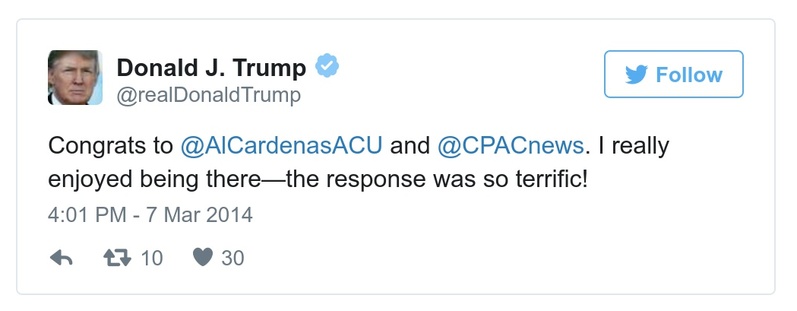 Donald J. Trump
@realDonaldTrump
Follow
Congrats to @AlCardenasACU and @CPACnews. I really
enjoyed being there—the response was so terrific!
4:01 PM - 7 Mar 2014
10 30